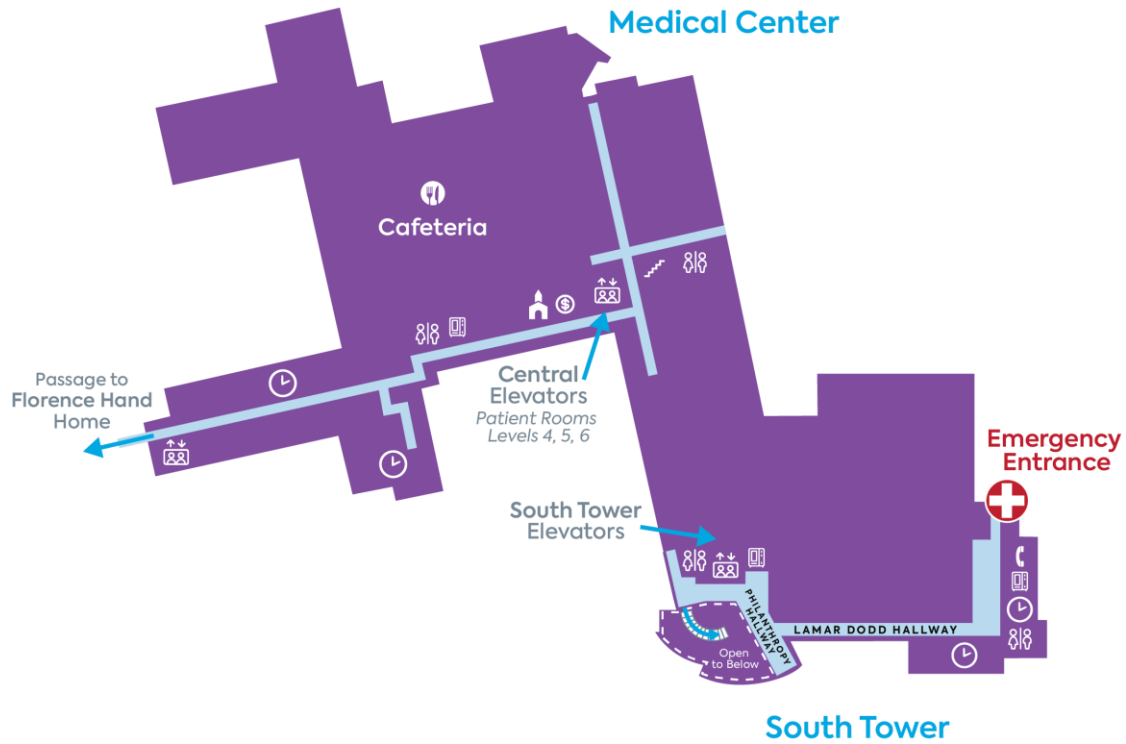 Medical Center
Cafeteria
$
Passage to
Florence Hand
Home
Central
Elevators
Patient Rooms
Levels 4, 5, 6
Emergency
Entrance
South Tower
Elevators
PHILANTHROPY
HALLWAY
LAMAR DODD HALLWAY
Open
to Below
South Tower